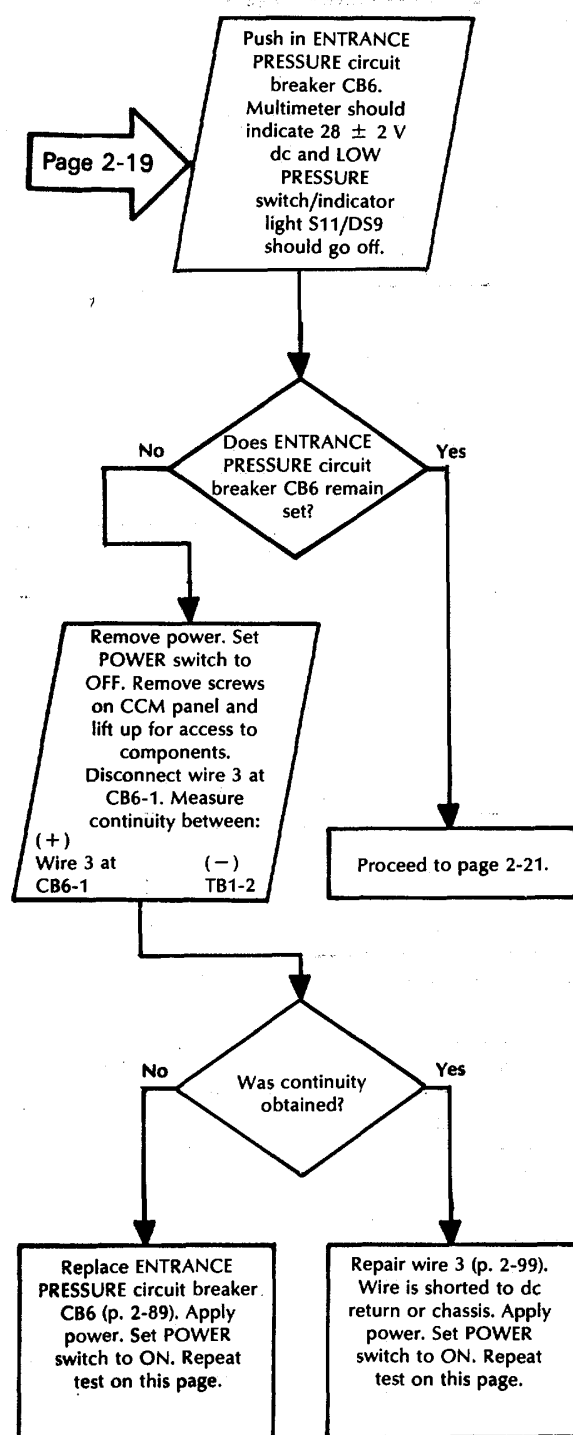 Push in ENTRANCE
PRESSURE circuit
breaker CB6.
Multimeter should
indicate 28 ± 2 V
dc and LOW
PRESSURE
switch/indicator
light S11/DS9
should go off.
Page 2-19
No
Does ENTRANCE
PRESSURE circuit
breaker CB6 remain
set?
Yes
Remove power. Set
POWER switch to
OFF. Remove screws
on CCM panel and
lift up for access to
components.
Disconnect wire 3 at
CB6-1. Measure
continuity between:
(+)
Wire 3 at
CB6-1
(−)
TB1-2
Proceed to page 2-21.
No
Was continuity
obtained?
Yes
Replace ENTRANCE
PRESSURE circuit breaker
CB6 (p. 2-89). Apply
power. Set POWER
switch to ON. Repeat
test on this page.
Repair wire 3 (p. 2-99).
Wire is shorted to dc
return or chassis. Apply
power. Set POWER
switch to ON. Repeat
test on this page.